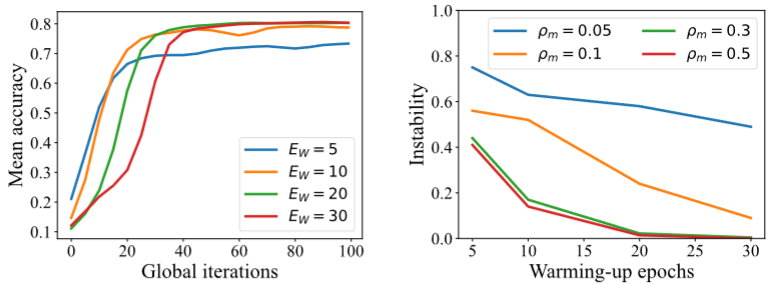 Mean accuracy
0.8
0.7
0.6
0.5
0.4
0.3
0.2
0.1
0 20 40 60 80 100
Global iterations
E_W = 5
E_W = 10
E_W = 20
E_W = 30
Instability
1.0
0.8
0.6
0.4
0.2
0.0
5 10 15 20 25 30
Warming-up epochs
ρ_m = 0.05 ρ_m = 0.3
ρ_m = 0.1 ρ_m = 0.5